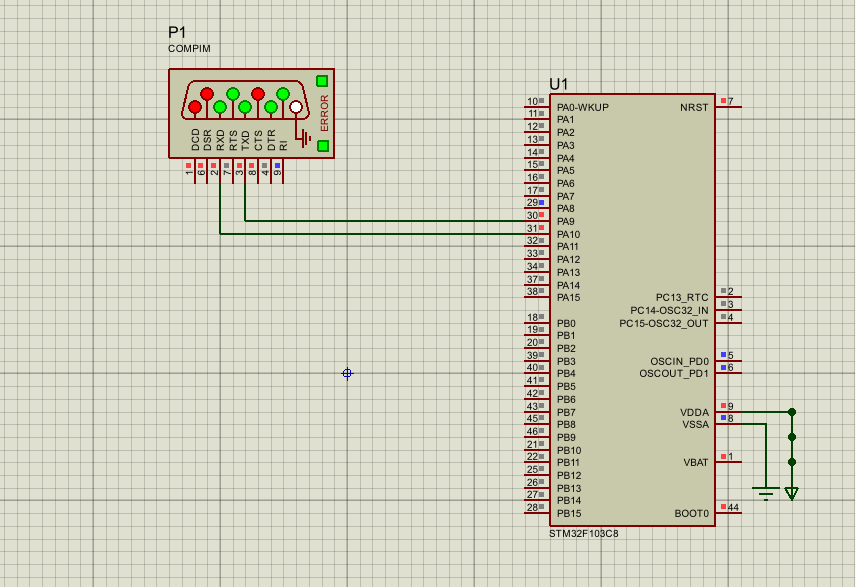 P1
COMPIM
ERROR
DCD
DSR
RXD
RTS
TXD
CTS
DTR
RI
1
6
2
7
3
8
4
9
U1
10 PA0-WKUP NRST 7
11 PA1
12 PA2
13 PA3
14 PA4
15 PA5
16 PA6
17 PA7
29 PA8
30 PA9
31 PA10
32 PA11
33 PA12
34 PA13
37 PA14
38 PA15 PC13_RTC 2
PC14-OSC32_IN 3
18 PB0 PC15-OSC32_OUT 4
19 PB1
20 PB2
39 PB3 OSCIN_PD0 5
40 PB4 OSCOUT_PD1 6
41 PB5
42 PB6
43 PB7 VDDA 9
45 PB8 VSSA 8
46 PB9
21 PB10
22 PB11 VBAT 1
25 PB12
26 PB13
27 PB14
28 PB15 BOOT0 44
STM32F103C8